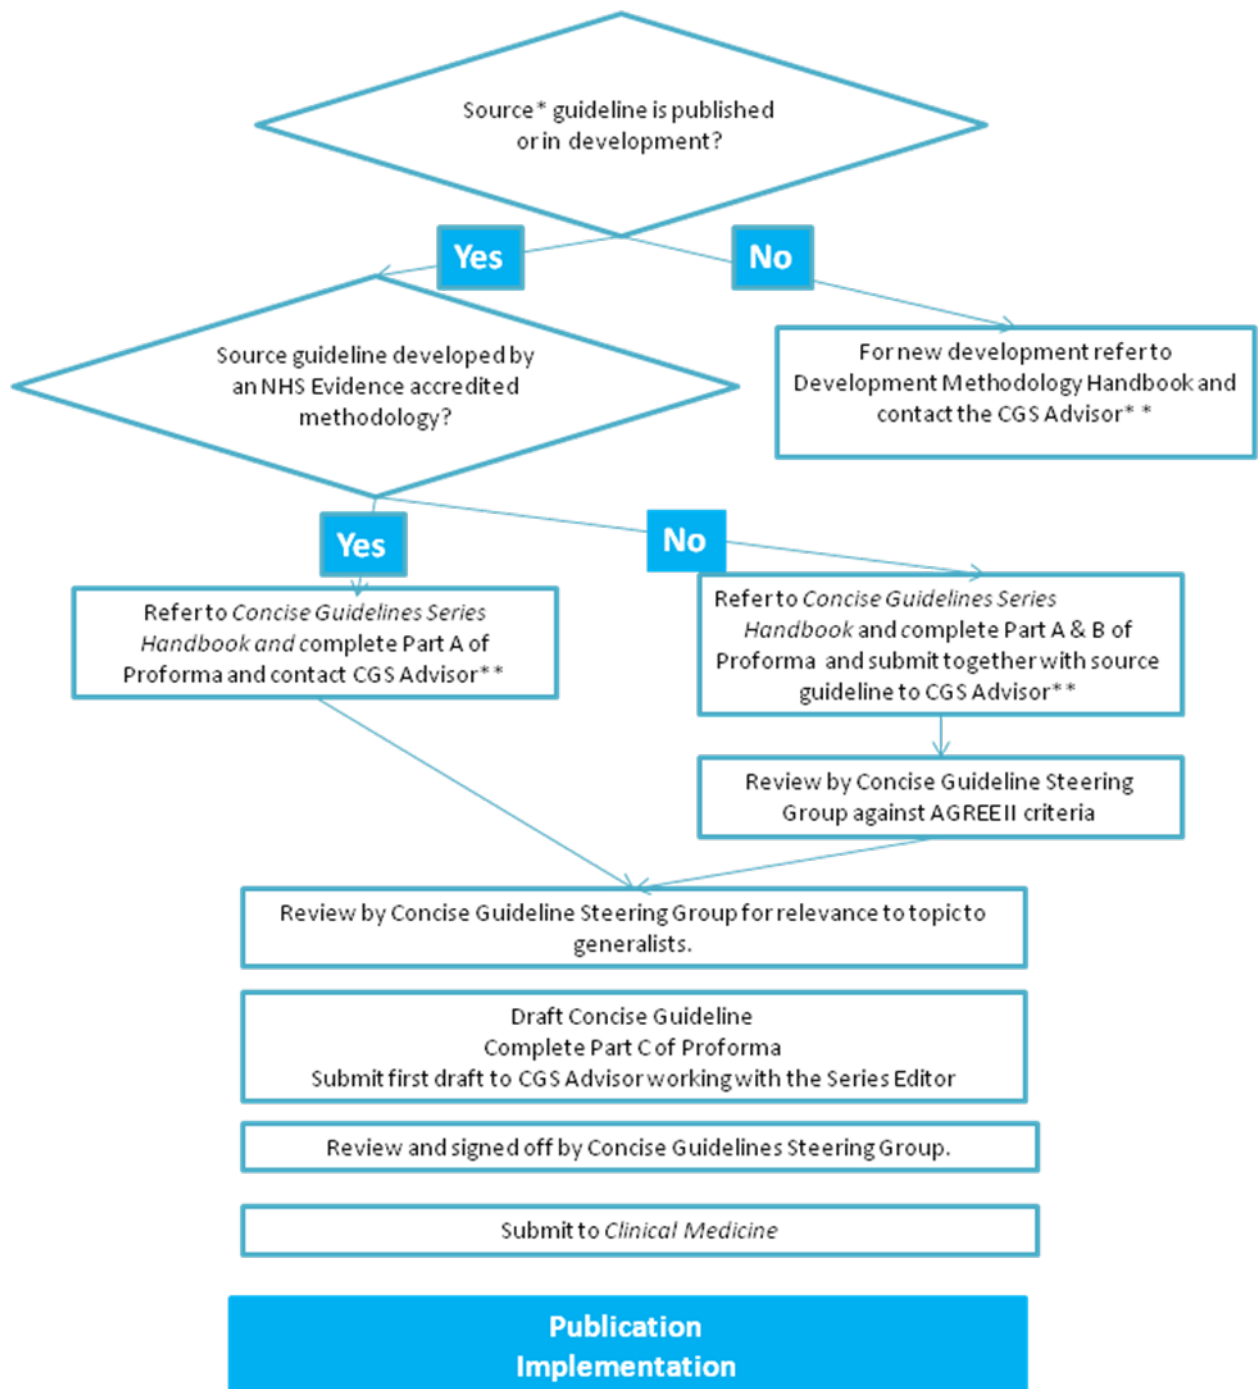 Source* guideline is published
or in development?
Yes
No
Source guideline developed by
an NHS Evidence accredited
methodology?
For new development refer to
Development Methodology Handbook and
contact the CGS Advisor* *
Yes
No
Refer to Concise Guidelines Series
Handbook and complete Part A of
Proforma and contact CGS Advisor**
Refer to Concise Guidelines Series
Handbook and complete Part A & B of
Proforma and submit together with source
guideline to CGS Advisor**
Review by Concise Guideline Steering
Group against AGREE II criteria
Review by Concise Guideline Steering Group for relevance to topic to
generalists.
Draft Concise Guideline
Complete Part C of Proforma
Submit first draft to CGS Advisor working with the Series Editor
Review and signed off by Concise Guidelines Steering Group.
Submit to Clinical Medicine
Publication
Implementation